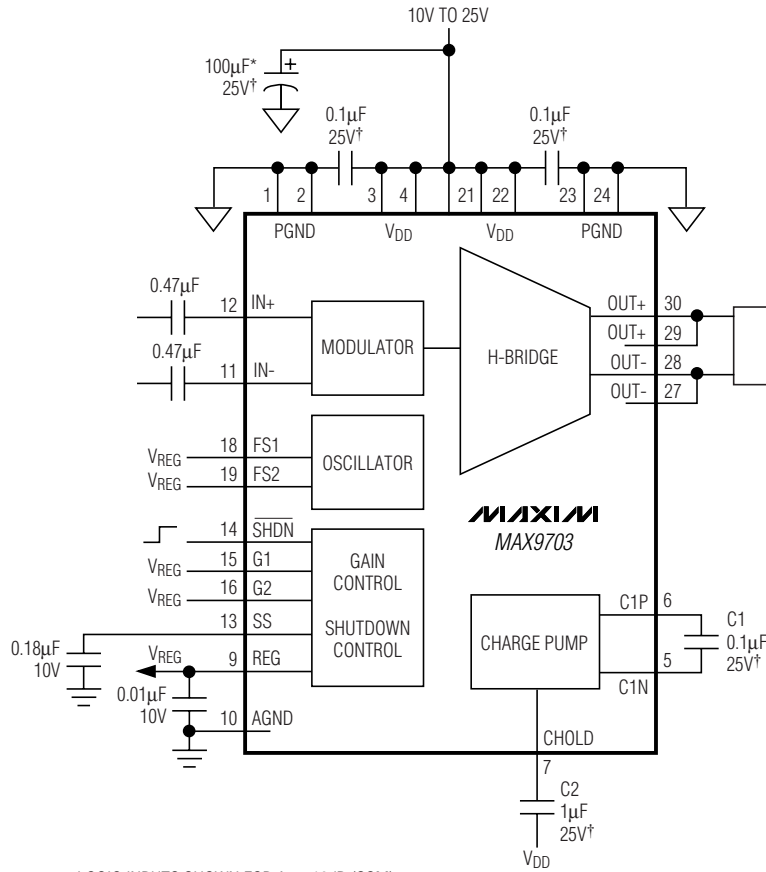 10V TO 25V
100μF*
25V†
+
0.1μF
25V†
0.1μF
25V†
1 2 3 4 21 22 23 24
PGND VDD VDD PGND
0.47μF
12 IN+
0.47μF
11 IN-
MODULATOR
H-BRIDGE
OUT+ 30
OUT+ 29
OUT- 28
OUT- 27
VREG 18 FS1
VREG 19 FS2
OSCILLATOR
14 SHDN
VREG 15 G1
VREG 16 G2
13 SS
GAIN
CONTROL
SHUTDOWN
CONTROL
0.18μF
10V
VREG 9 REG
0.01μF
10V
10 AGND
MAXIM
MAX9703
CHARGE PUMP
C1P 6
C1
0.1μF
25V†
C1N 5
CHOLD
7
C2
1μF
25V†
VDD